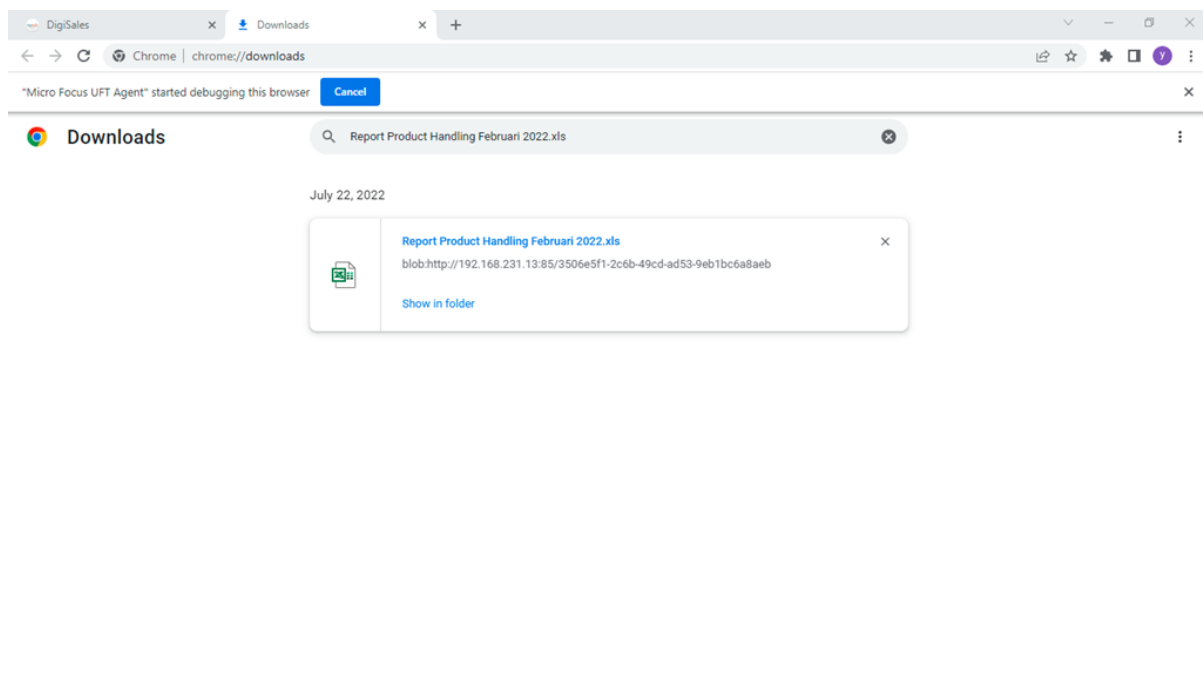 DigiSales
Downloads
Chrome | chrome://downloads
y
"Micro Focus UFT Agent" started debugging this browser
Cancel
Downloads
Report Product Handling Februari 2022.xls
July 22, 2022
Report Product Handling Februari 2022.xls
blob:http://192.168.231.13:85/3506e5f1-2c6b-49cd-ad53-9eb1bc6a8aeb
Show in folder